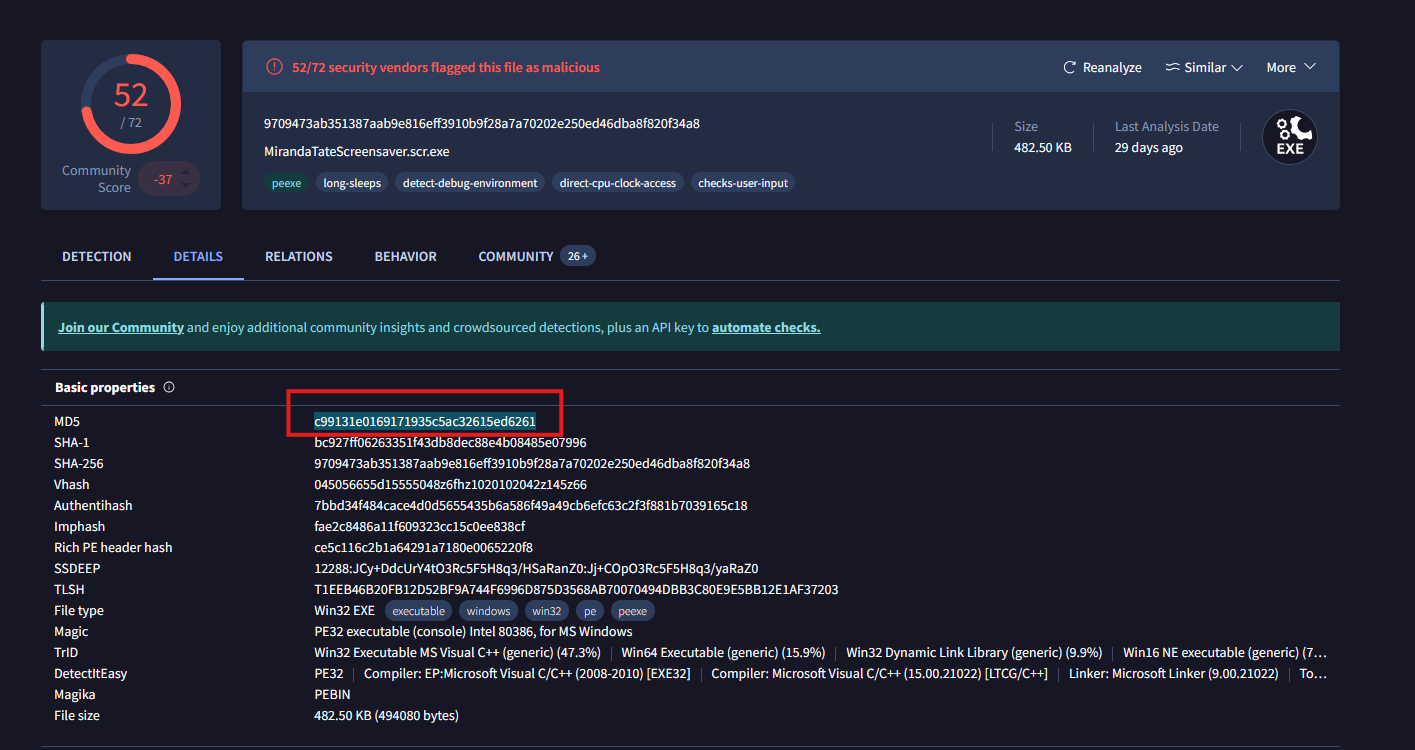 52
/ 72
Community Score
-37
52/72 security vendors flagged this file as malicious
Reanalyze
Similar
More
9709473ab351387aab9e816eff3910b9f28a7a70202e250ed46dba8f820f34a8
MirandaTateScreensaver.scr.exe
peexe long-sleeps detect-debug-environment direct-cpu-clock-access checks-user-input
Size
482.50 KB
Last Analysis Date
29 days ago
EXE
DETECTION DETAILS RELATIONS BEHAVIOR COMMUNITY 26+
Join our Community and enjoy additional community insights and crowdsourced detections, plus an API key to automate checks.
Basic properties
MD5 c99131e0169171935c5ac32615ed6261
SHA-1 bc927ff06263351f43db8dec88e4b08485e07996
SHA-256 9709473ab351387aab9e816eff3910b9f28a7a70202e250ed46dba8f820f34a8
Vhash 045056655d15555048z6fhz1020102042z145z66
Authentihash 7bbd34f484cace4d0d5655435b6a586f49a49cb6efc63c2f3f881b7039165c18
Imphash fae2c8486a11f609323cc15c0ee838cf
Rich PE header hash ce5c116c2b1a64291a7180e0065220f8
SSDEEP 12288:JCy+DdcUrY4tO3Rc5F5H8q3/HSaRanZ0:Jj+COpO3Rc5F5H8q3/yaRaZ0
TLSH T1EEB46B20FB12D52BF9A744F6996D875D3568AB70070494DBB3C80E9E5BB12E1AF37203
File type Win32 EXE executable windows win32 pe peexe
Magic PE32 executable (console) Intel 80386, for MS Windows
TrID Win32 Executable MS Visual C++ (generic) (47.3%) | Win64 Executable (generic) (15.9%) | Win32 Dynamic Link Library (generic) (9.9%) | Win16 NE executable (generic) (7…
DetectItEasy PE32 | Compiler: EP:Microsoft Visual C/C++ (2008-2010) [EXE32] | Compiler: Microsoft Visual C/C++ (15.00.21022) [LTCG/C++] | Linker: Microsoft Linker (9.00.21022) | To…
Magika PEBIN
File size 482.50 KB (494080 bytes)